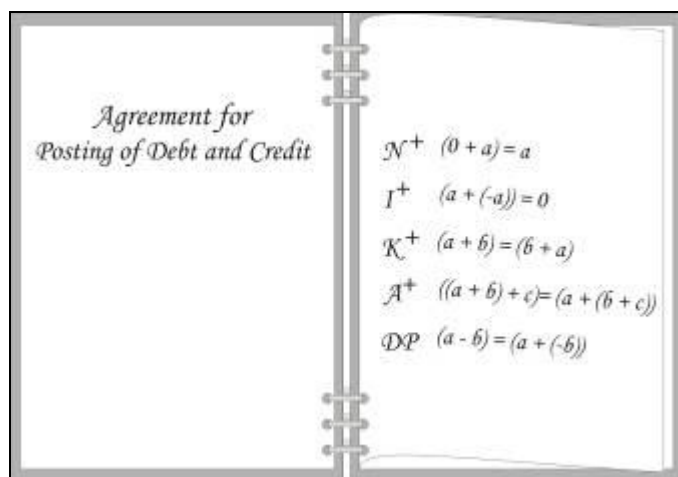 Agreement for
Posting of Debt and Credit
N⁺ (0 + a) = a
I⁺ (a + (-a)) = 0
K⁺ (a + b) = (b + a)
A⁺ ((a + b) + c)= (a + (b + c))
DP (a - b) = (a + (-b))